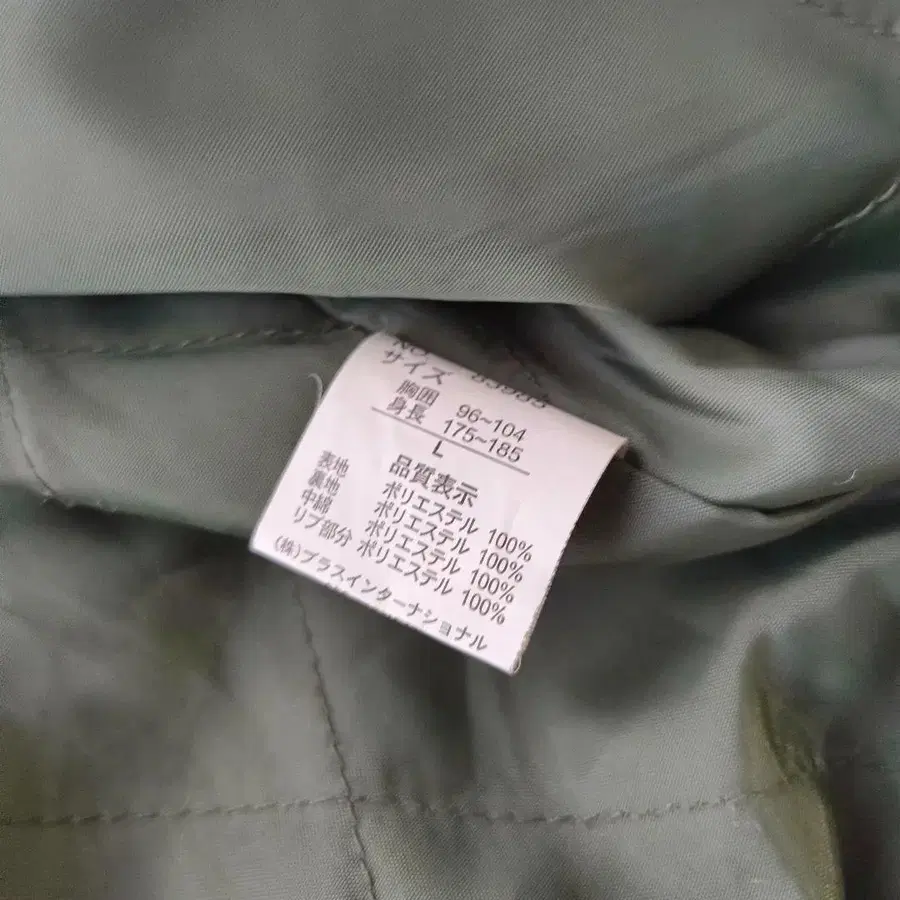 サイズ
胸囲 96~104
身長 175~185
L
品質表示
表地 ポリエステル 100%
裏地 ポリエステル 100%
中綿 ポリエステル 100%
リブ部分 ポリエステル 100%
(株)プラスインターナショナル